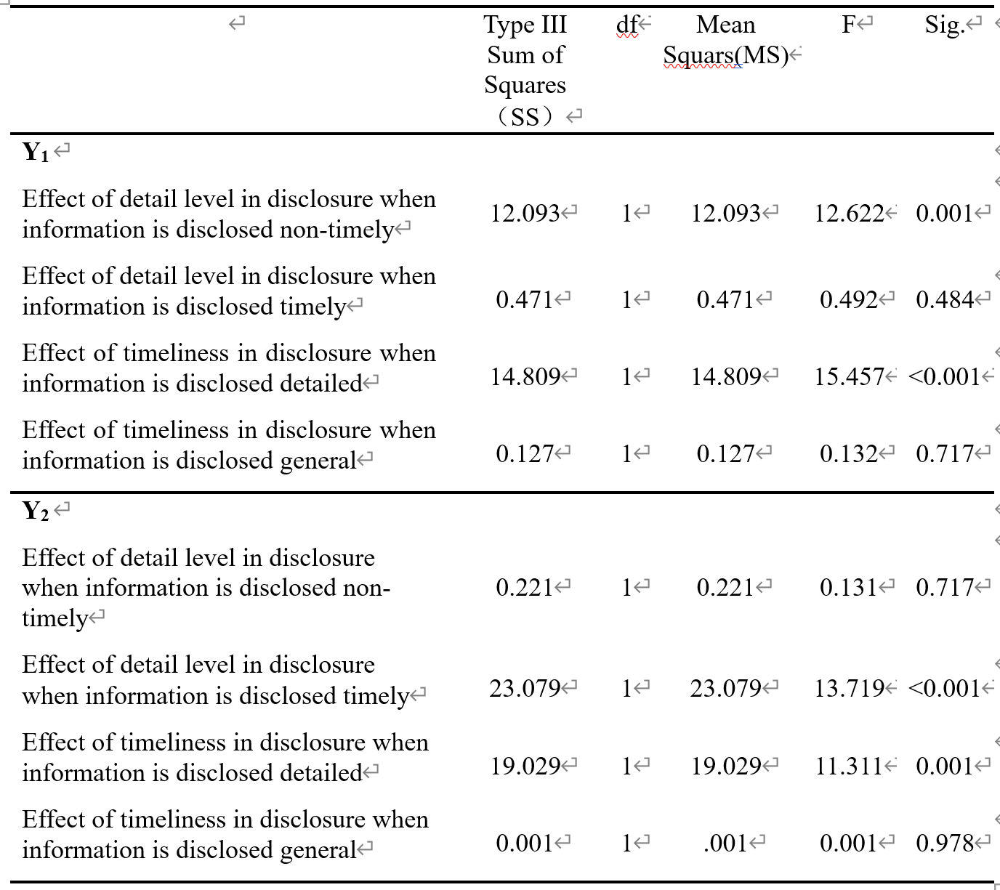 Type III df Mean F Sig.
Sum of Squars(MS)
Squares
（SS）
Y₁
Effect of detail level in disclosure when
information is disclosed non-timely 12.093 1 12.093 12.622 0.001
Effect of detail level in disclosure when
information is disclosed timely 0.471 1 0.471 0.492 0.484
Effect of timeliness in disclosure when
information is disclosed detailed 14.809 1 14.809 15.457 <0.001
Effect of timeliness in disclosure when
information is disclosed general 0.127 1 0.127 0.132 0.717
Y₂
Effect of detail level in disclosure
when information is disclosed non- 0.221 1 0.221 0.131 0.717
timely
Effect of detail level in disclosure
when information is disclosed timely 23.079 1 23.079 13.719 <0.001
Effect of timeliness in disclosure when
information is disclosed detailed 19.029 1 19.029 11.311 0.001
Effect of timeliness in disclosure when
information is disclosed general 0.001 1 .001 0.001 0.978